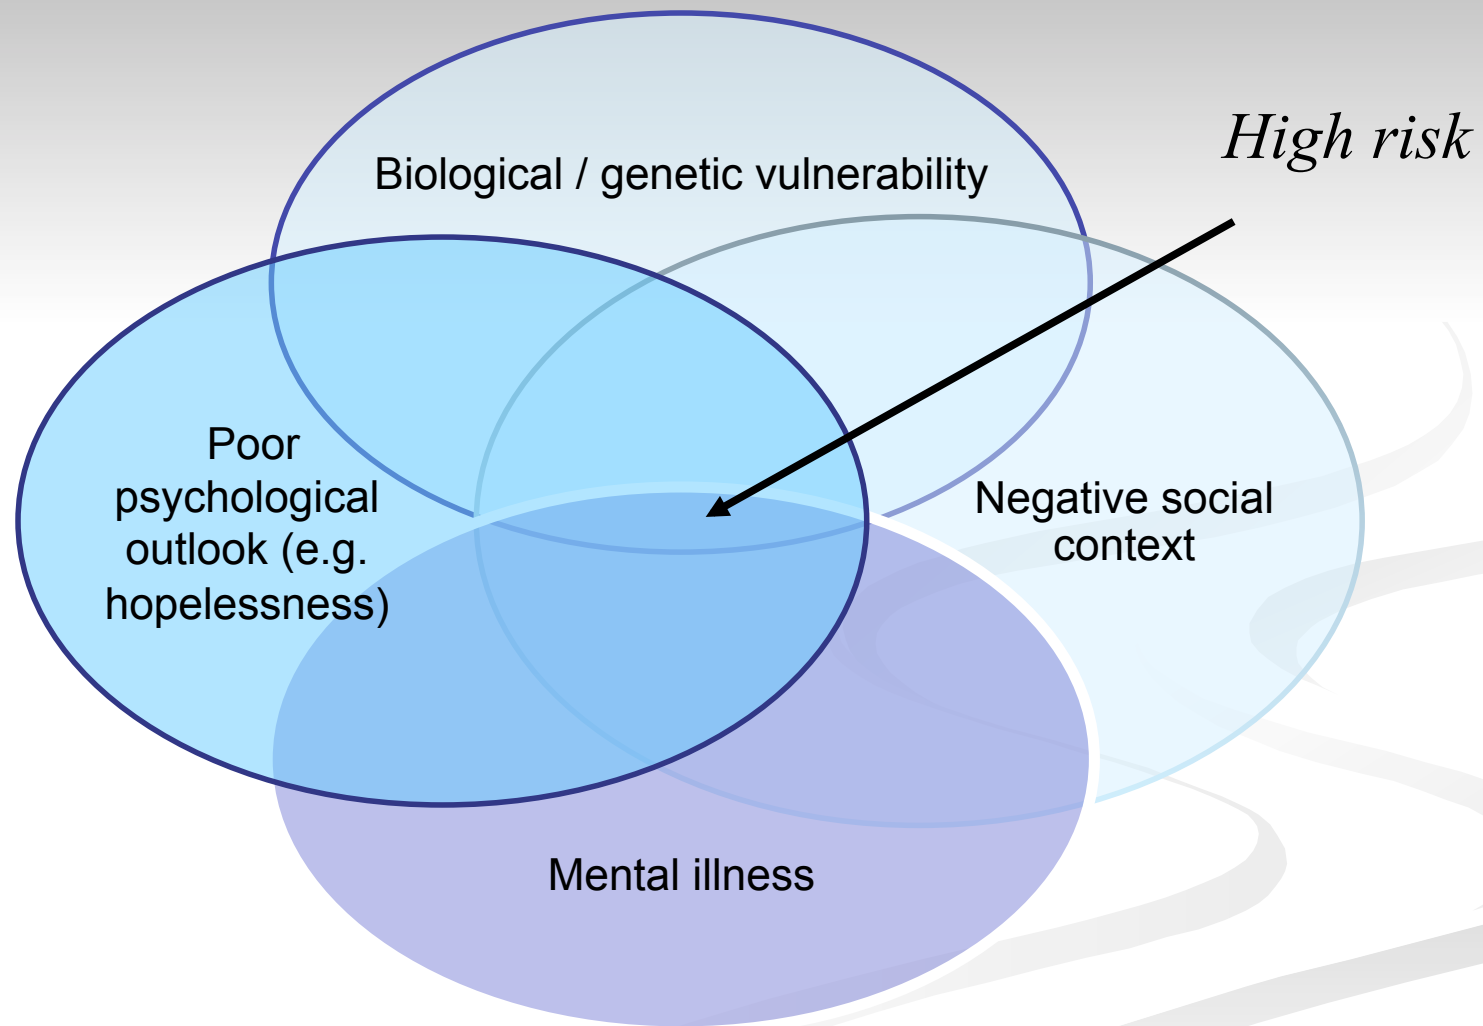 High risk
Biological / genetic vulnerability
Poor
psychological
outlook (e.g.
hopelessness)
Negative social
context
Mental illness